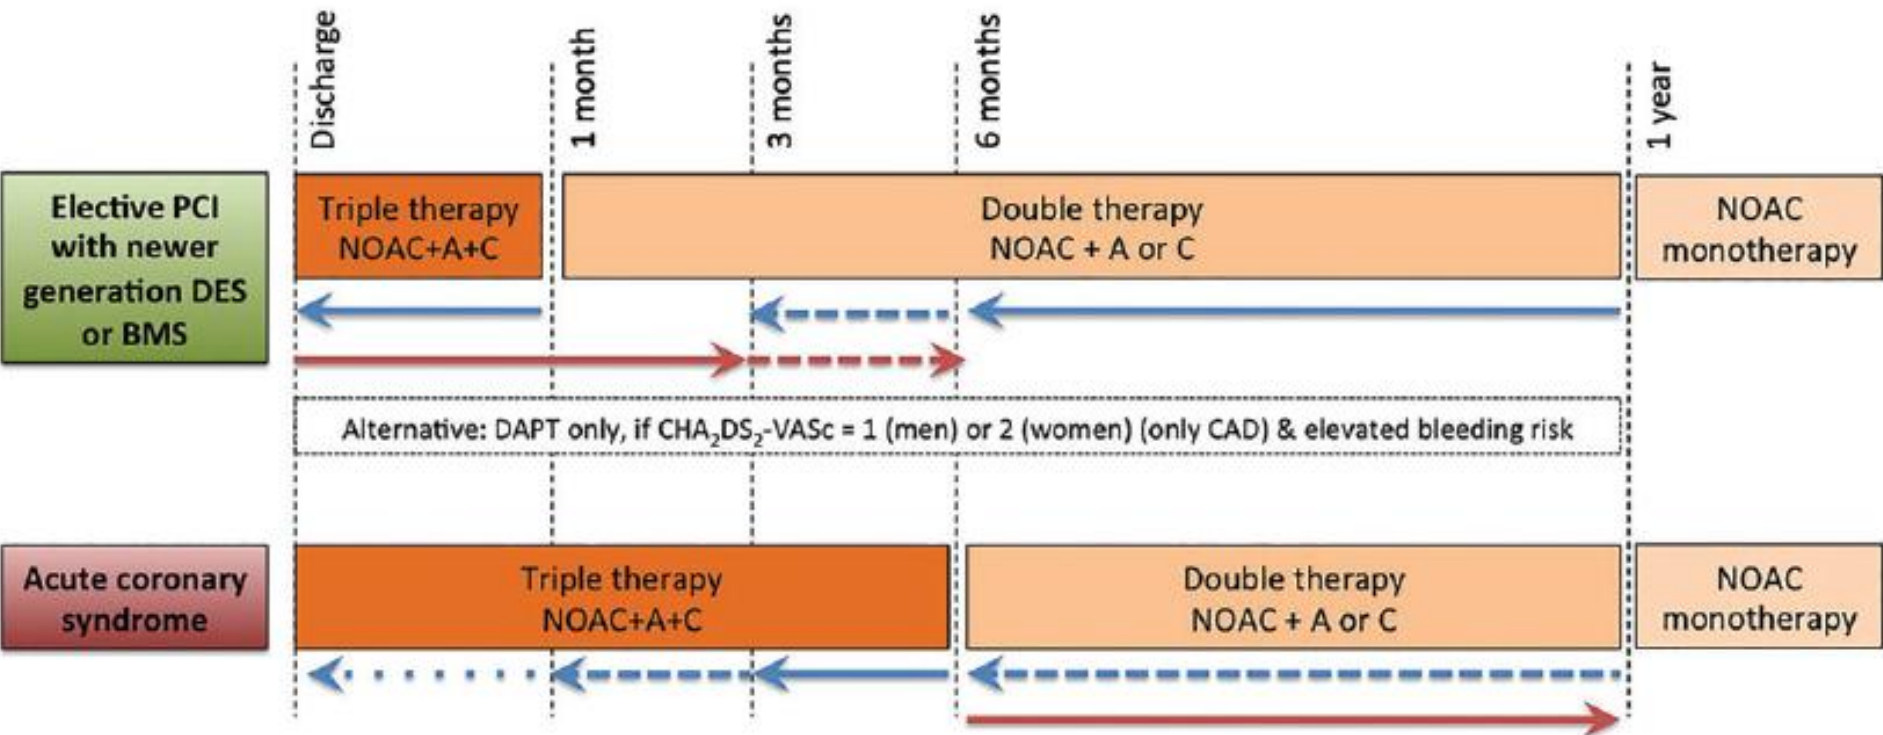 Discharge
1 month
3 months
6 months
1 year
Elective PCI
with newer
generation DES
or BMS
Triple therapy
NOAC+A+C
Double therapy
NOAC + A or C
NOAC
monotherapy
Alternative: DAPT only, if CHA₂DS₂-VASc = 1 (men) or 2 (women) (only CAD) & elevated bleeding risk
Acute coronary
syndrome
Triple therapy
NOAC+A+C
Double therapy
NOAC + A or C
NOAC
monotherapy